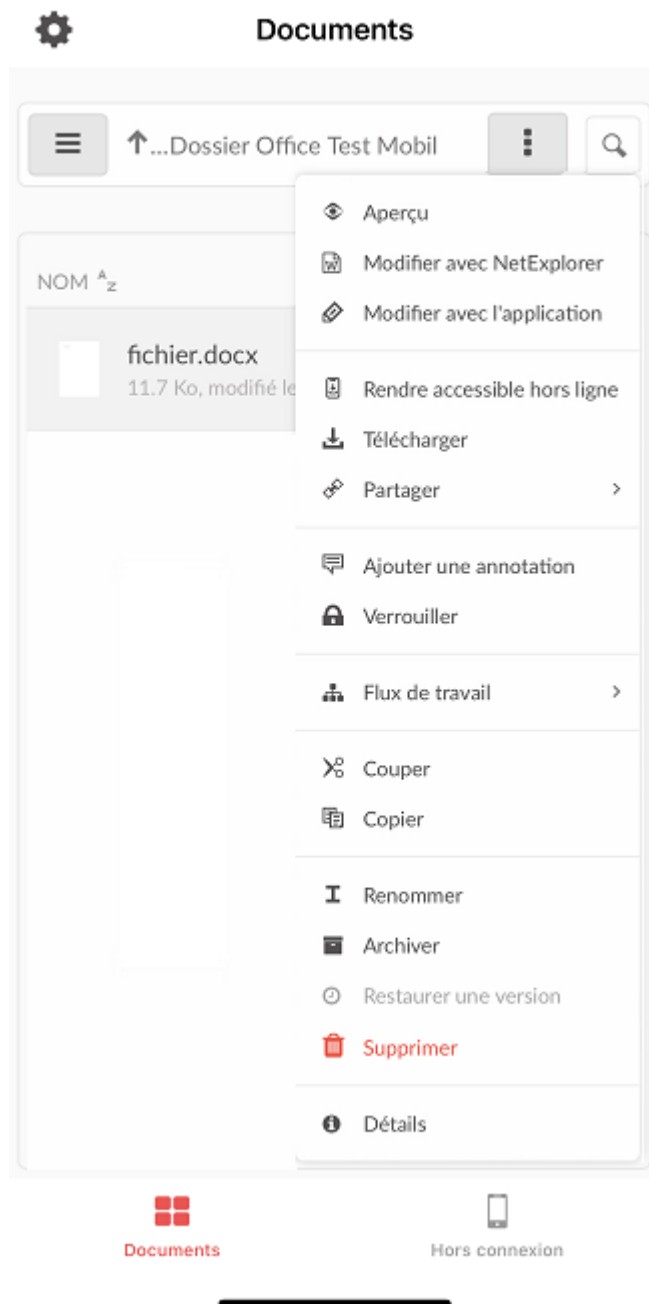 Documents
...Dossier Office Test Mobil
NOM
fichier.docx
11.7 Ko, modifié le
Aperçu
Modifier avec NetExplorer
Modifier avec l'application
Rendre accessible hors ligne
Télécharger
Partager
Ajouter une annotation
Verrouiller
Flux de travail
Couper
Copier
Renommer
Archiver
Restaurer une version
Supprimer
Détails
Documents
Hors connexion